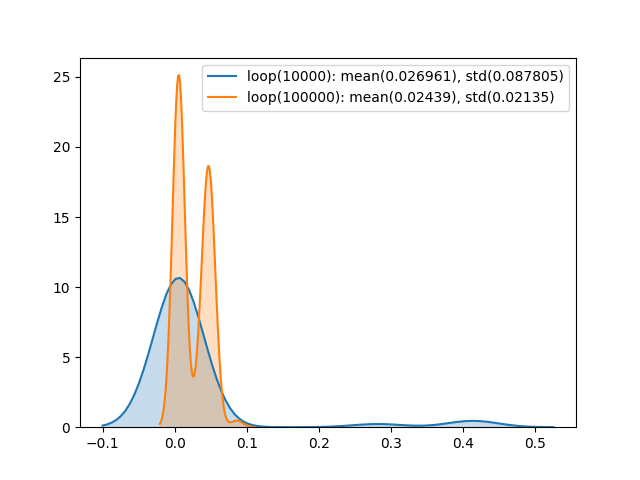 loop(10000): mean(0.026961), std(0.087805)
loop(100000): mean(0.02439), std(0.02135)
25
20
15
10
5
0
−0.1 0.0 0.1 0.2 0.3 0.4 0.5